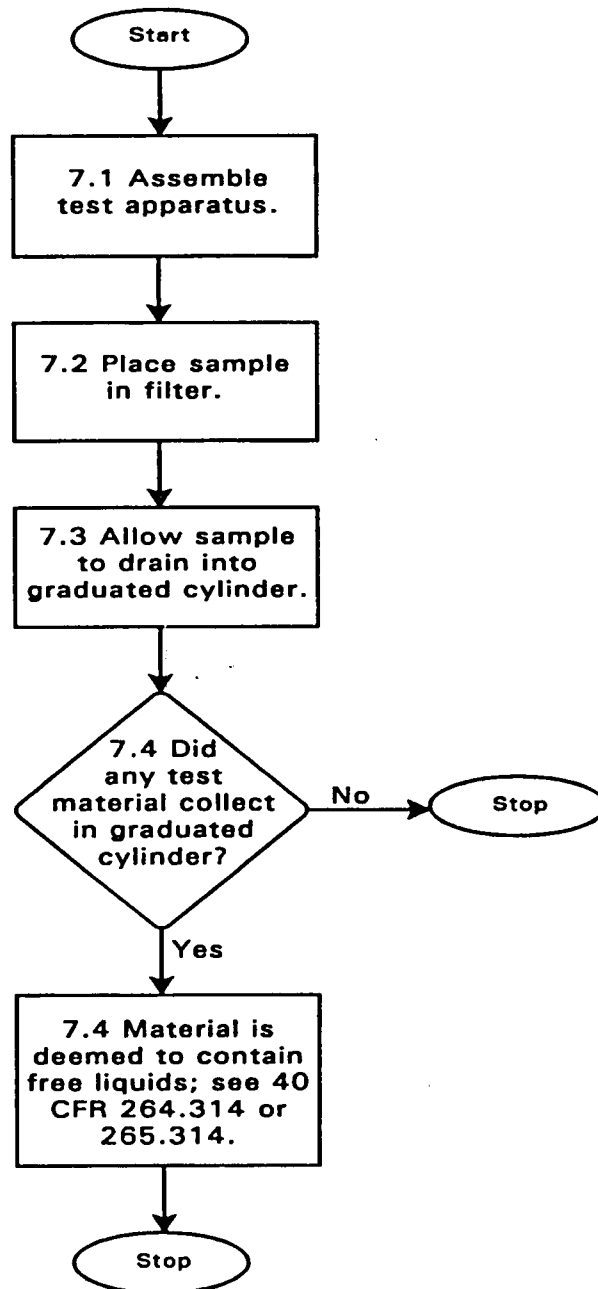 Start
7.1 Assemble
test apparatus.
7.2 Place sample
in filter.
7.3 Allow sample
to drain into
graduated cylinder.
7.4 Did
any test
material collect
in graduated
cylinder?
No
Stop
Yes
7.4 Material is
deemed to contain
free liquids; see 40
CFR 264.314 or
265.314.
Stop